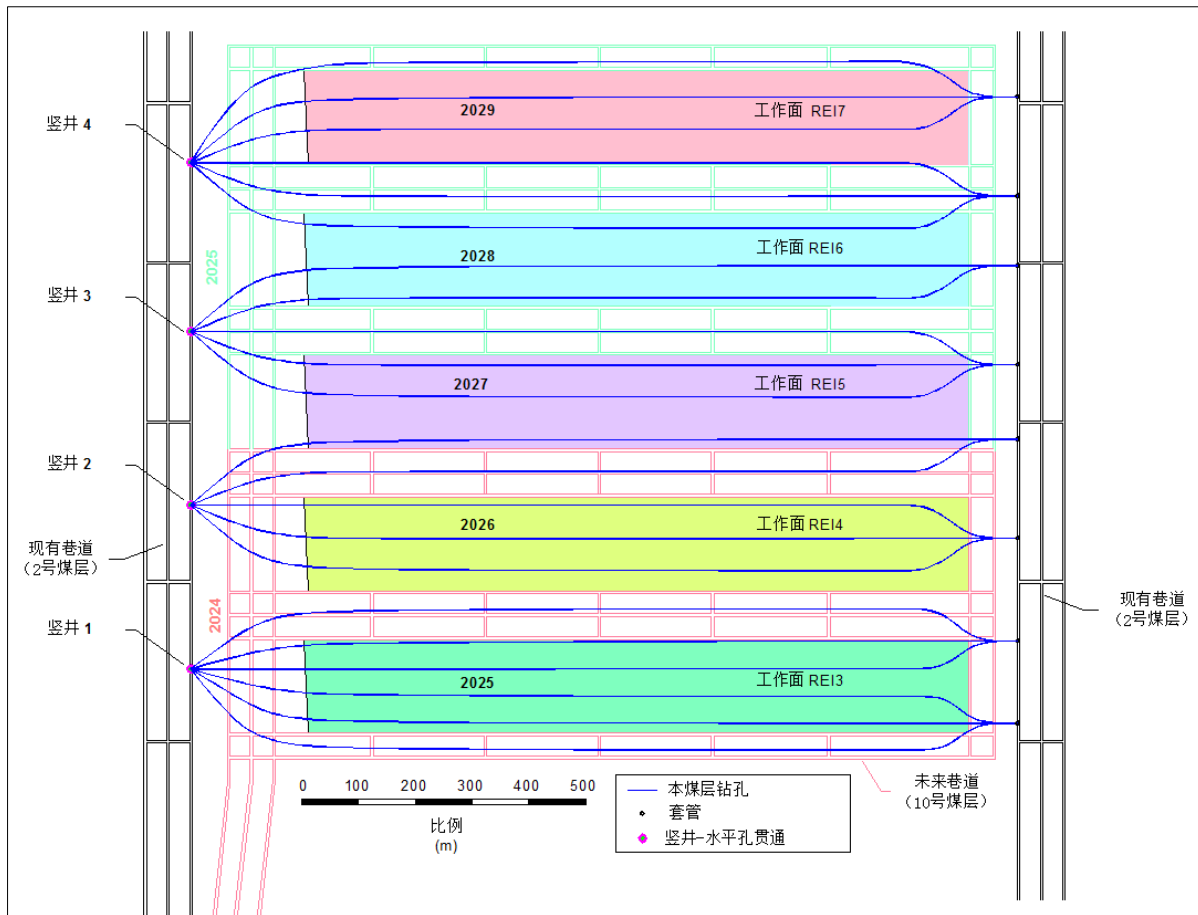 竖井 4
2029
工作面 REI7
2025
2028
工作面 REI6
竖井 3
2027
工作面 REI5
竖井 2
2026
工作面 REI4
现有巷道
（2号煤层）
2024
竖井 1
2025
工作面 REI3
现有巷道
（2号煤层）
未来巷道
（10号煤层）
0 100 200 300 400 500
比例
(m)
本煤层钻孔
套管
竖井-水平孔贯通